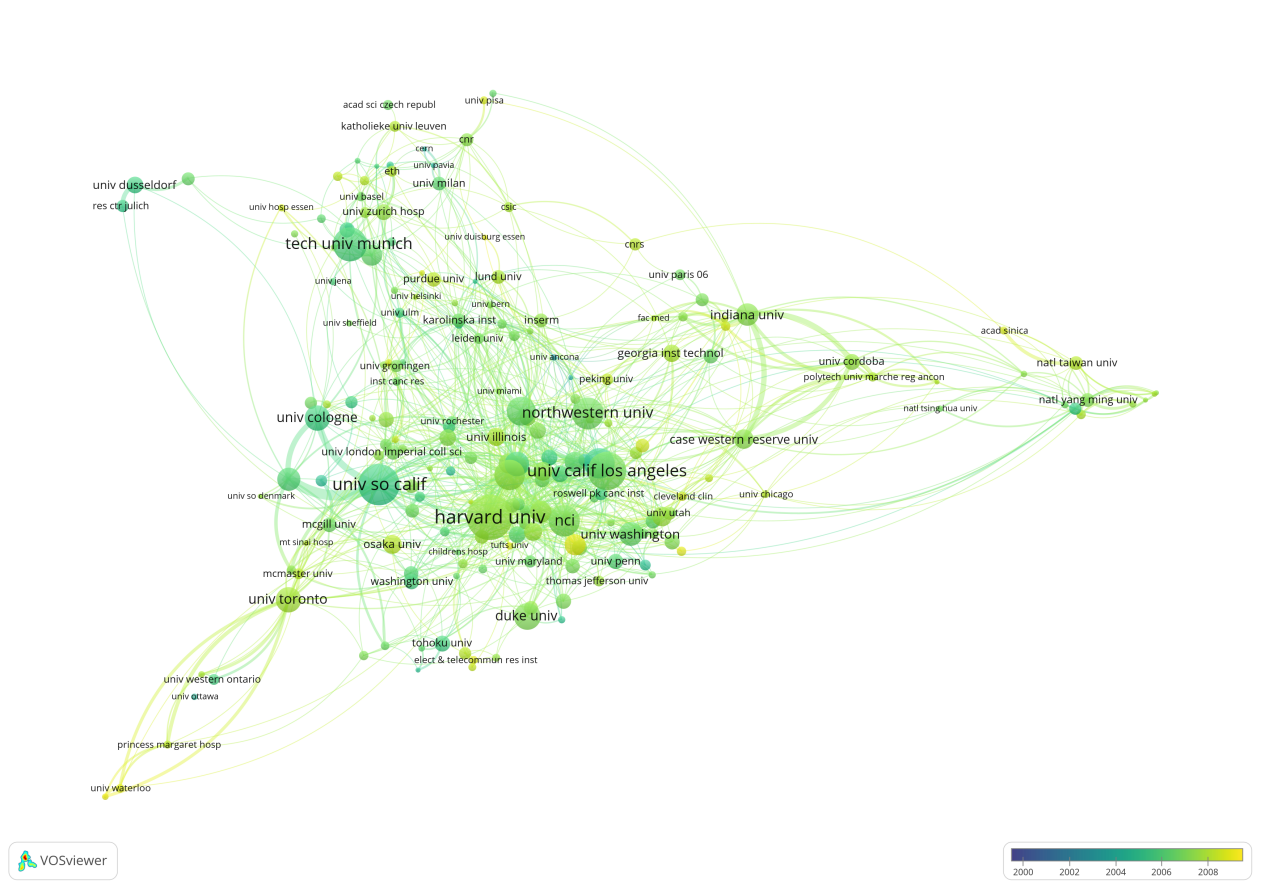 acad sci czech republ
univ pisa
katholieke univ leuven
cnr
cern
univ pavia
eth
univ milan
univ dusseldorf
univ basel
res ctr julich
univ hosp essen
univ zurich hosp
csic
univ duisburg essen
tech univ munich
cnrs
univ paris 06
univ jena
purdue univ
lund univ
univ helsinki
univ bern
univ ulm
fac med
indiana univ
univ sheffield
karolinska inst
inserm
acad sinica
leiden univ
georgia inst technol
univ ancona
univ groningen
univ cordoba
natl taiwan univ
inst canc res
peking univ
polytech univ marche reg ancon
univ miami
natl yang ming univ
natl tsing hua univ
univ cologne
northwestern univ
univ rochester
univ illinois
case western reserve univ
univ london imperial coll sci
univ calif los angeles
univ so calif
roswell pk canc inst
univ so denmark
cleveland clin
univ chicago
univ utah
harvard univ
nci
mcgill univ
univ washington
mt sinai hosp
osaka univ
tufts univ
childrens hosp
univ maryland
univ penn
mcmaster univ
washington univ
thomas jefferson univ
univ toronto
duke univ
tohoku univ
elect & telecommun res inst
univ western ontario
univ ottawa
princess margaret hosp
univ waterloo
VOSviewer
2000 2002 2004 2006 2008